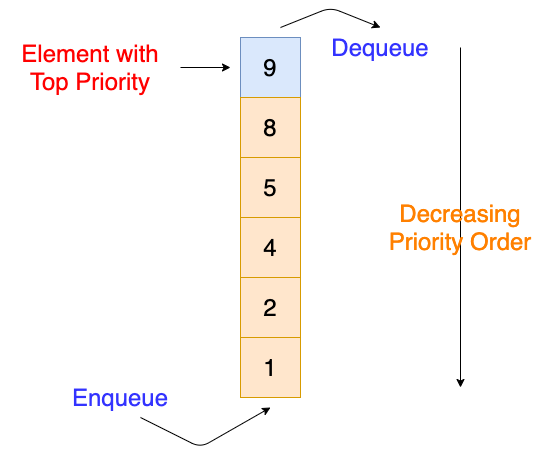 Element with
Top Priority
Dequeue
9
8
5
4
2
1
Decreasing
Priority Order
Enqueue